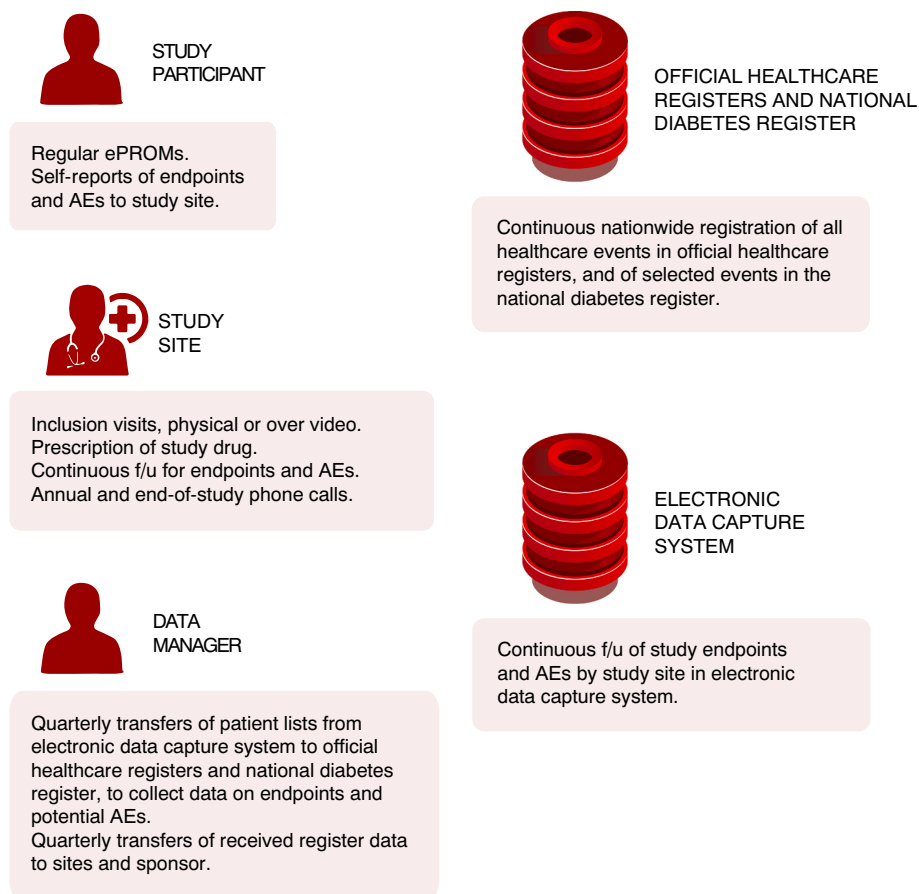 STUDY
PARTICIPANT
Regular ePROMs.
Self-reports of endpoints
and AEs to study site.
STUDY
SITE
Inclusion visits, physical or over video.
Prescription of study drug.
Continuous f/u for endpoints and AEs.
Annual and end-of-study phone calls.
DATA
MANAGER
Quarterly transfers of patient lists from
electronic data capture system to official
healthcare registers and national diabetes
register, to collect data on endpoints and
potential AEs.
Quarterly transfers of received register data
to sites and sponsor.
OFFICIAL HEALTHCARE
REGISTERS AND NATIONAL
DIABETES REGISTER
Continuous nationwide registration of all
healthcare events in official healthcare
registers, and of selected events in the
national diabetes register.
ELECTRONIC
DATA CAPTURE
SYSTEM
Continuous f/u of study endpoints
and AEs by study site in electronic
data capture system.